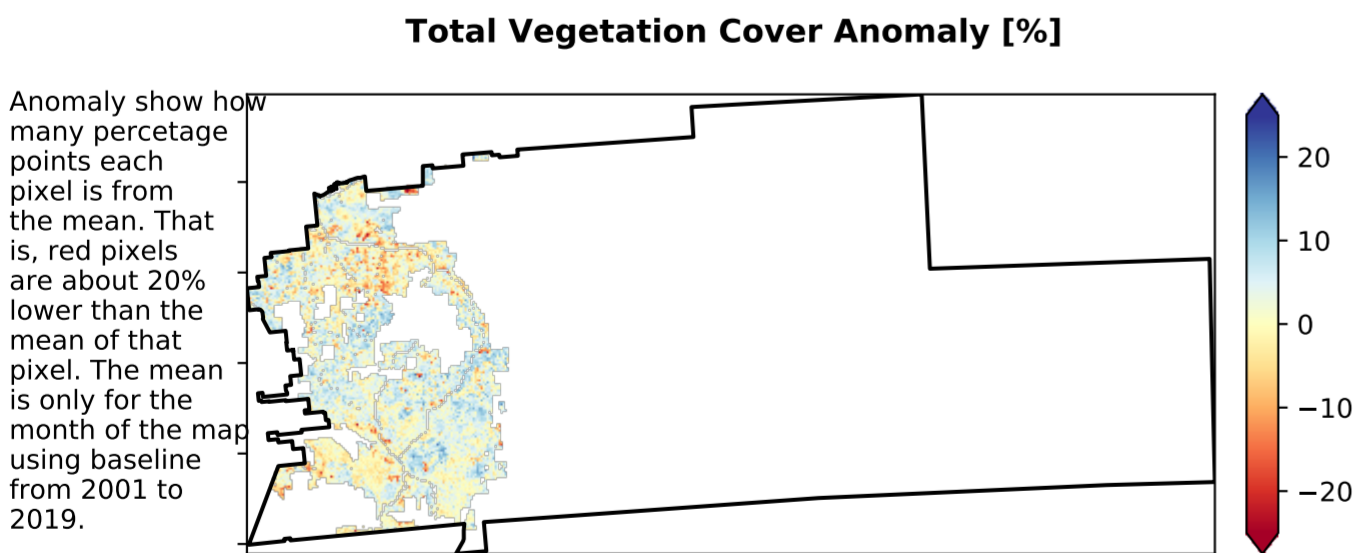 Total Vegetation Cover Anomaly [%]
Anomaly show how
many percetage
points each
pixel is from
the mean. That
is, red pixels
are about 20%
lower than the
mean of that
pixel. The mean
is only for the
month of the map
using baseline
from 2001 to
2019.
20
10
0
−10
−20